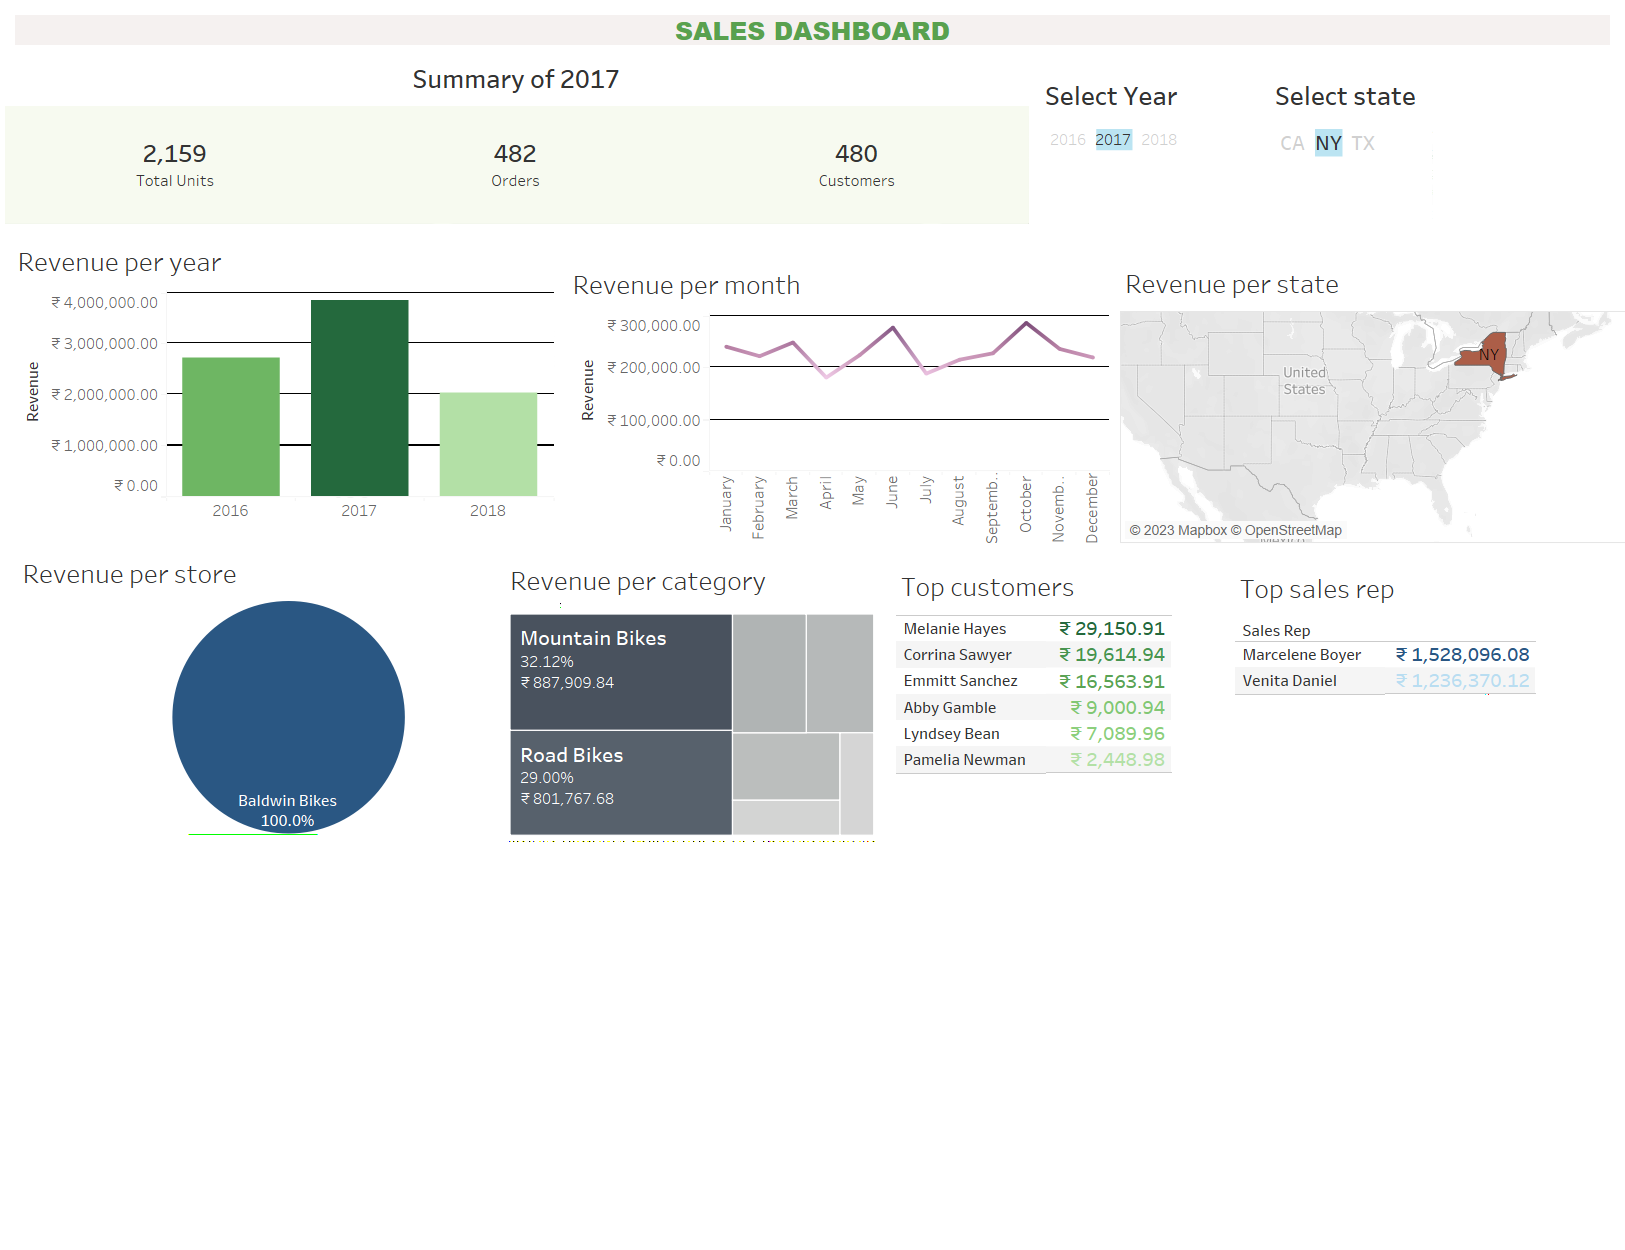 SALES DASHBOARD
Summary of 2017
2,159
Total Units
482
Orders
480
Customers
Select Year
2016 2017 2018
Select state
CA NY TX
Revenue per year
Revenue
₹ 4,000,000.00
₹ 3,000,000.00
₹ 2,000,000.00
₹ 1,000,000.00
₹ 0.00
2016
2017
2018
Revenue per month
Revenue
₹ 300,000.00
₹ 200,000.00
₹ 100,000.00
₹ 0.00
January
February
March
April
May
June
July
August
Septemb..
October
Novemb..
December
Revenue per state
NY
United
States
© 2023 Mapbox © OpenStreetMap
Revenue per store
Baldwin Bikes
100.0%
Revenue per category
Mountain Bikes
32.12%
₹ 887,909.84
Road Bikes
29.00%
₹ 801,767.68
Top customers
Melanie Hayes ₹ 29,150.91
Corrina Sawyer ₹ 19,614.94
Emmitt Sanchez ₹ 16,563.91
Abby Gamble ₹ 9,000.94
Lyndsey Bean ₹ 7,089.96
Pamelia Newman ₹ 2,448.98
Top sales rep
Sales Rep
Marcelene Boyer ₹ 1,528,096.08
Venita Daniel ₹ 1,236,370.12